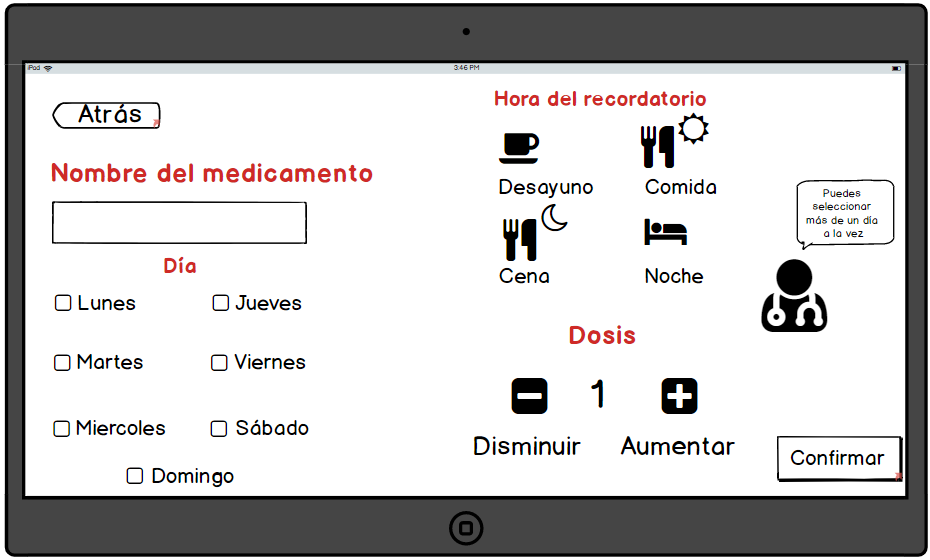 iPad
3:46 PM
Atrás
Nombre del medicamento
Día
Lunes
Jueves
Martes
Viernes
Miercoles
Sábado
Domingo
Hora del recordatorio
Desayuno
Comida
Cena
Noche
Puedes
seleccionar
más de un día
a la vez
Dosis
1
Disminuir
Aumentar
Confirmar